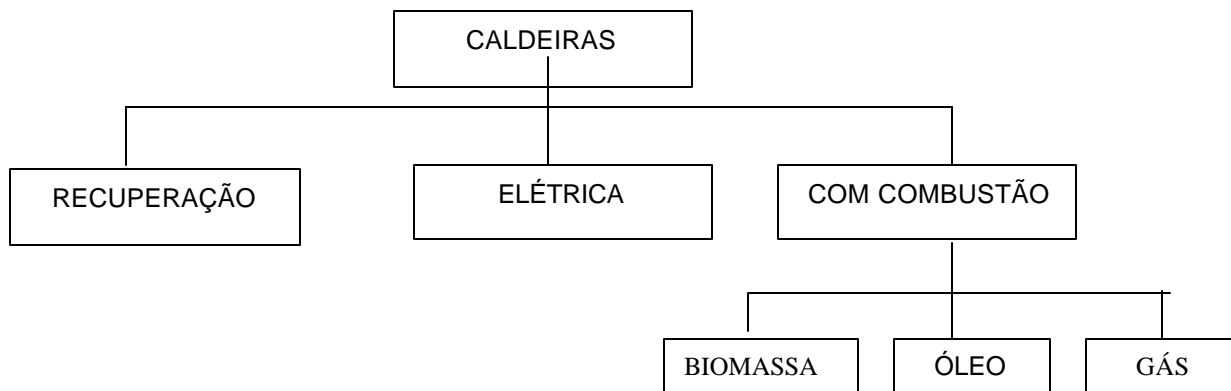 CALDEIRAS
RECUPERAÇÃO
ELÉTRICA
COM COMBUSTÃO
BIOMASSA
ÓLEO
GÁS